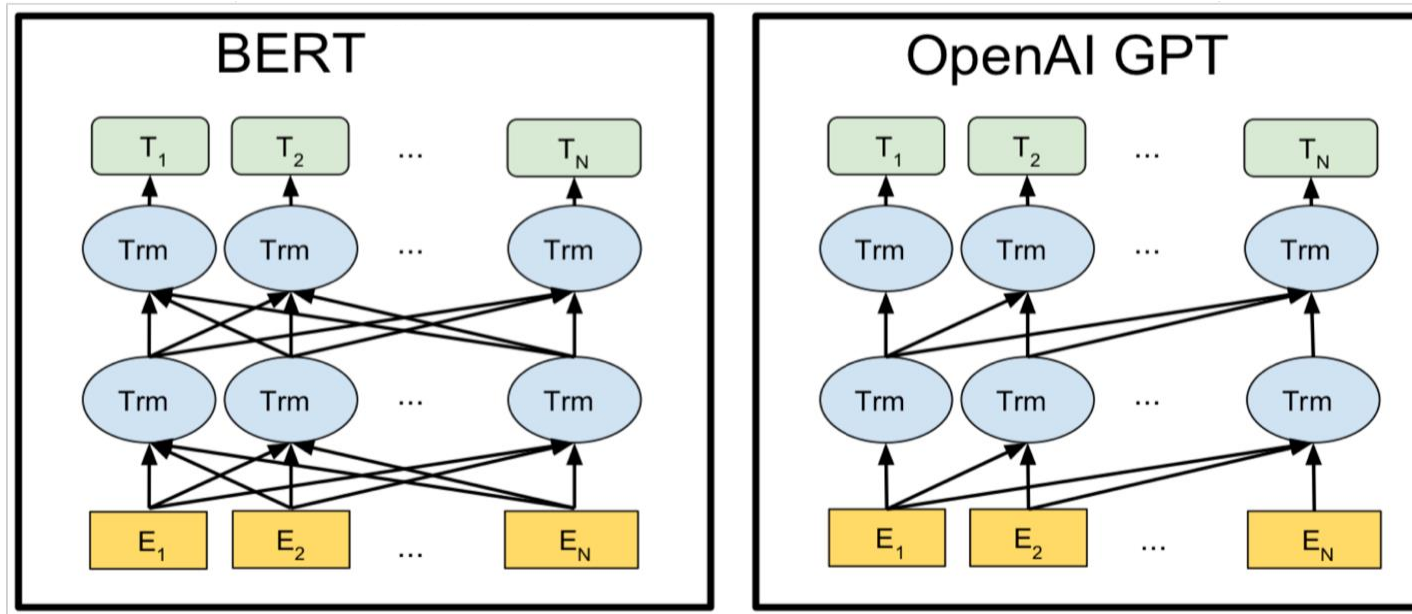 BERT
T1 T2 ... TN
Trm Trm ... Trm
Trm Trm ... Trm
E1 E2 ... EN
OpenAI GPT
T1 T2 ... TN
Trm Trm ... Trm
Trm Trm ... Trm
E1 E2 ... EN